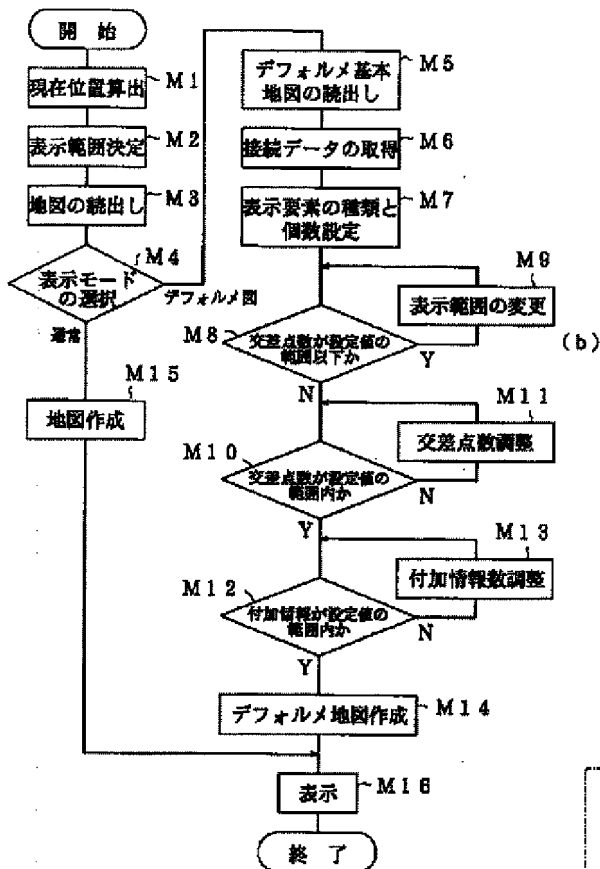 開 始
現在位置算出
M1
表示範囲決定
M2
地図の読出し
M3
M4
表示モード
の選択
デフォルメ図
通常
M15
地図作成
デフォルメ基本
地図の読出し
M5
接続データの取得
M6
表示要素の種類と
個数設定
M7
M9
表示範囲の変更
M8
交差点数が設定値の
範囲以下か
Y
N
(b)
M11
交差点数調整
M10
交差点数が設定値の
範囲内か
N
Y
M13
付加情報数調整
M12
付加情報が設定値の
範囲内か
N
Y
デフォルメ地図作成
M14
表示
M16
終 了